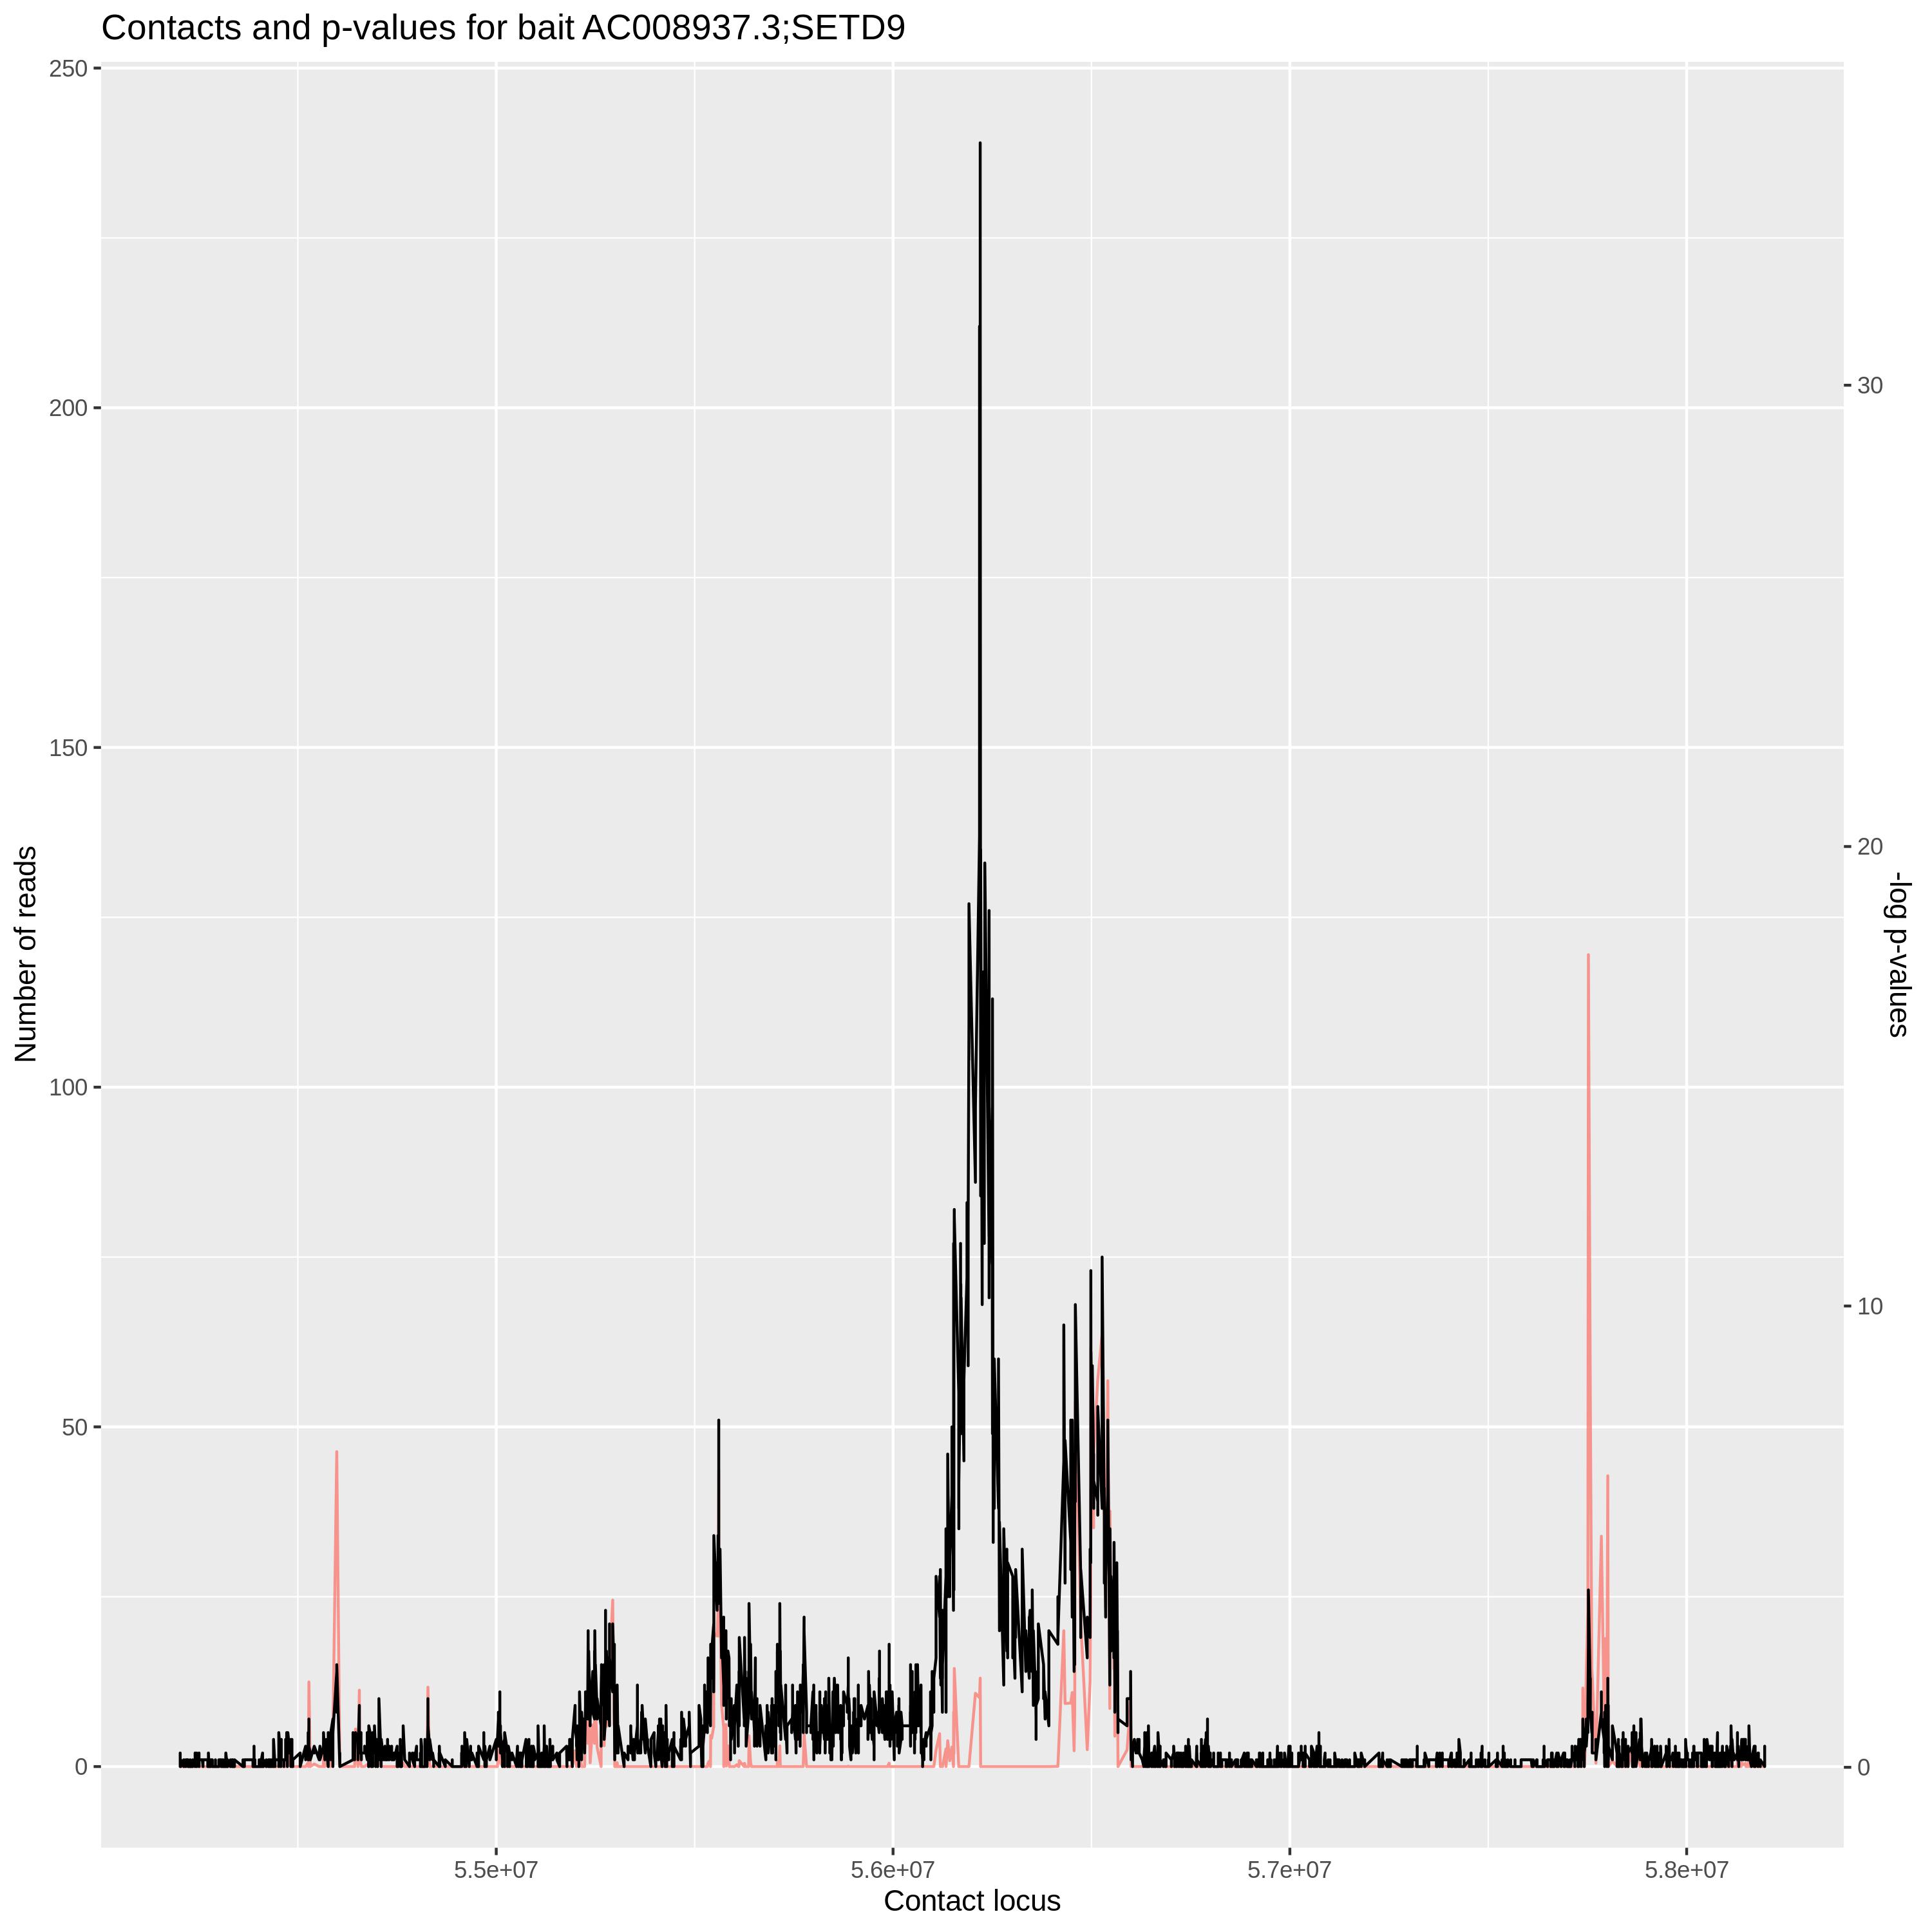 Contacts and p-values for bait AC008937.3;SETD9
250
200
150
100
50
0
Number of reads
30
20
10
0
-log p-values
5.5e+07
5.6e+07
5.7e+07
5.8e+07
Contact locus